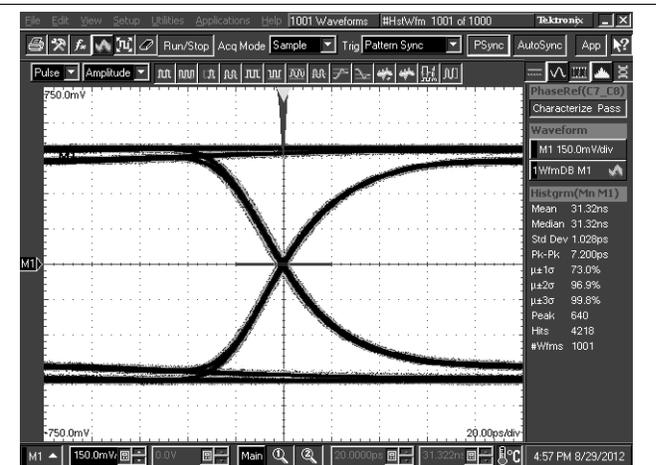 File Edit View Setup Utilities Applications Help 1001 Waveforms #HstWfm 1001 of 1000 Tektronix
Run/Stop Acq Mode Sample Trig Pattern Sync PSync AutoSync App
Pulse Amplitude
750.0mV
PhaseRef(C7_C8)
Characterize Pass
Waveform
M1 150.0mV/div
1WfmDB M1
Histgrm(Mn M1)
Mean 31.32ns
Median 31.32ns
Std Dev 1.028ps
Pk-Pk 7.200ps
µ±1σ 73.0%
µ±2σ 96.9%
µ±3σ 99.8%
Peak 640
Hits 4218
#Wfms 1001
M1
-750.0mV
20.00ps/div
M1 150.0mV 0.0V Main 1 2 20.0000ps 31.322n °C 4:57 PM 8/29/2012